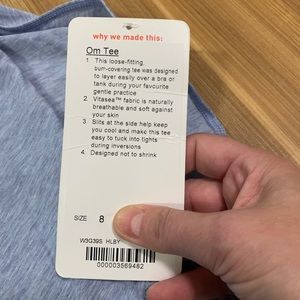 why we made this:
Om Tee
1. This loose-fitting,
bum-covering tee was designed
to layer easily over a bra or
tank during your favourite
gentle practice
2. Vitasea™ fabric is naturally
breathable and soft against
your skin
3. Slits at the side help keep
you cool and make this tee
easy to tuck into tights
during inversions
4. Designed not to shrink
SIZE 8
W3G39S HLBY
000003569482